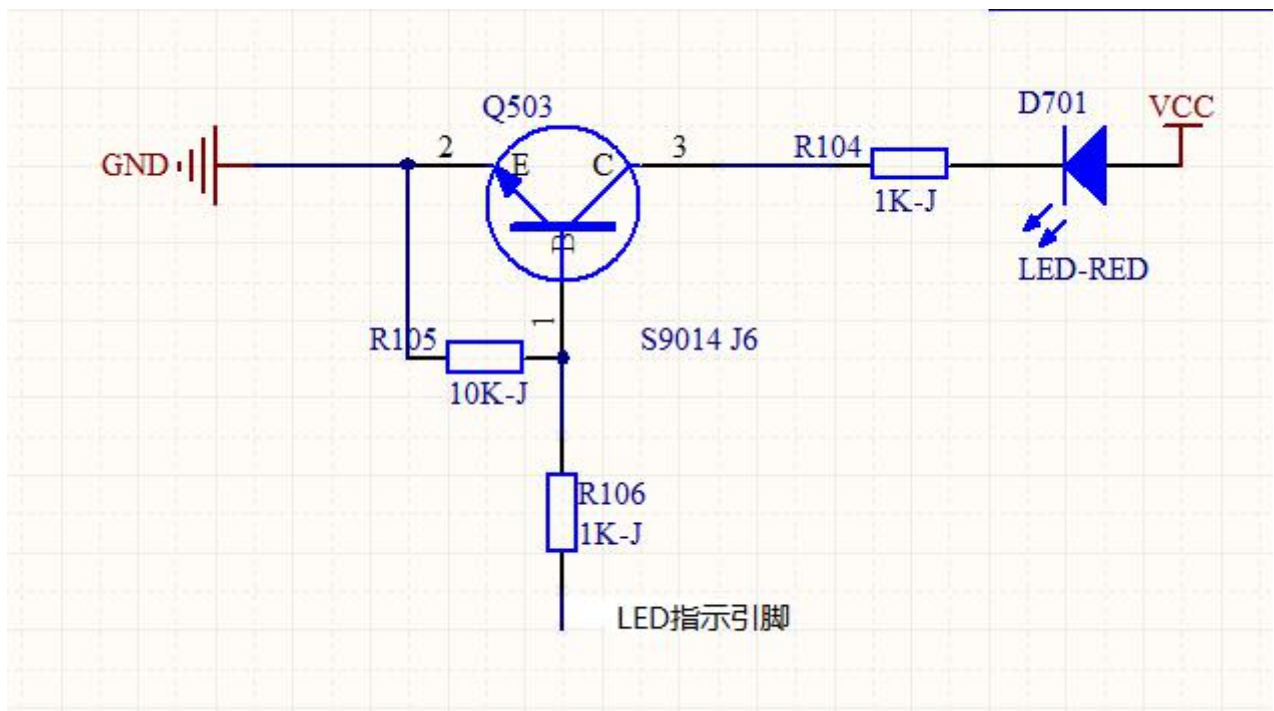 Q503
D701
VCC
GND
2
E
C
3
R104
1K-J
B
LED-RED
1
R105
S9014 J6
10K-J
R106
1K-J
LED指示引脚